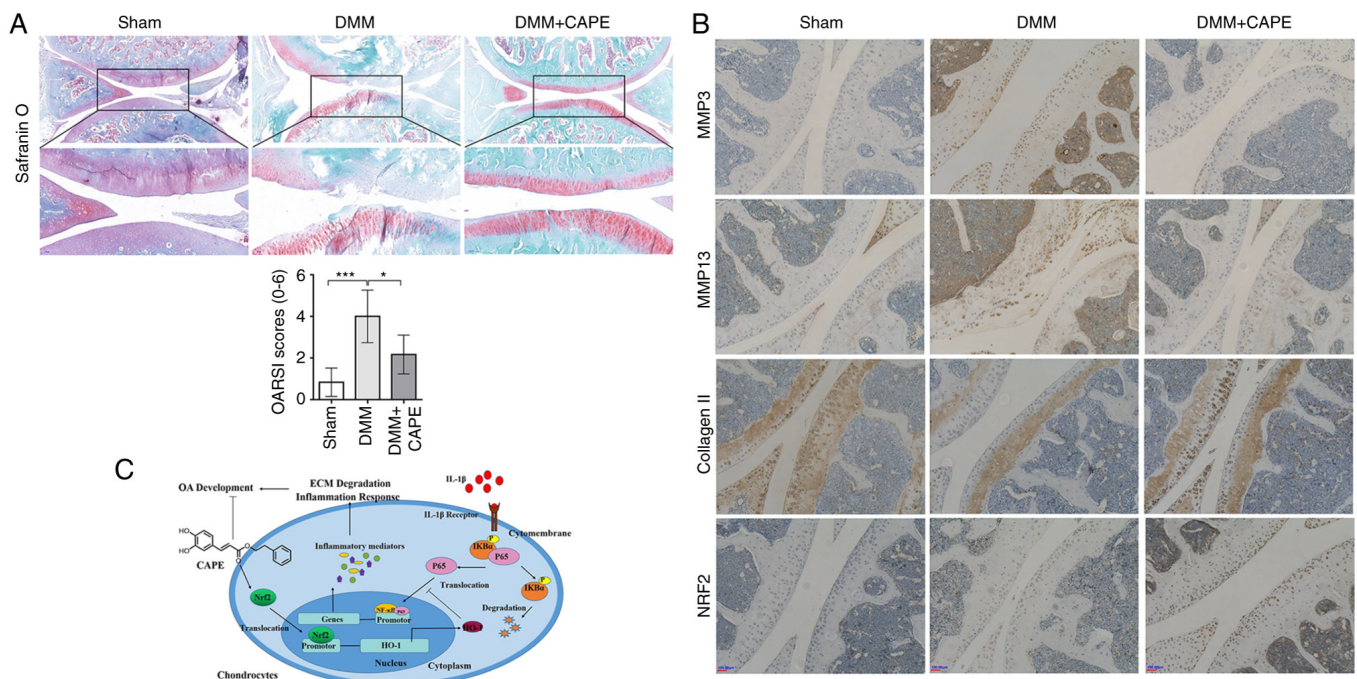 A
Sham
DMM
DMM+CAPE
Safranin O
OARSI scores (0-6)
6
4
2
0
***
*
Sham
DMM
DMM+
CAPE
B
Sham
DMM
DMM+CAPE
MMP3
MMP13
Collagen II
NRF2
C
OA Development
ECM Degradation
Inflammation Response
IL-1β
IL-1β Receptor
Cytomembrane
HO
HO
O
O
CAPE
Inflammatory mediators
P
IKBα
P65
P65
Translocation
P
IKBα
Degradation
Nrf2
Translocation
NF-κB
P65
Genes
Promotor
Nrf2
Promotor
HO-1
HO-1
Nucleus
Cytoplasm
Chondrocytes